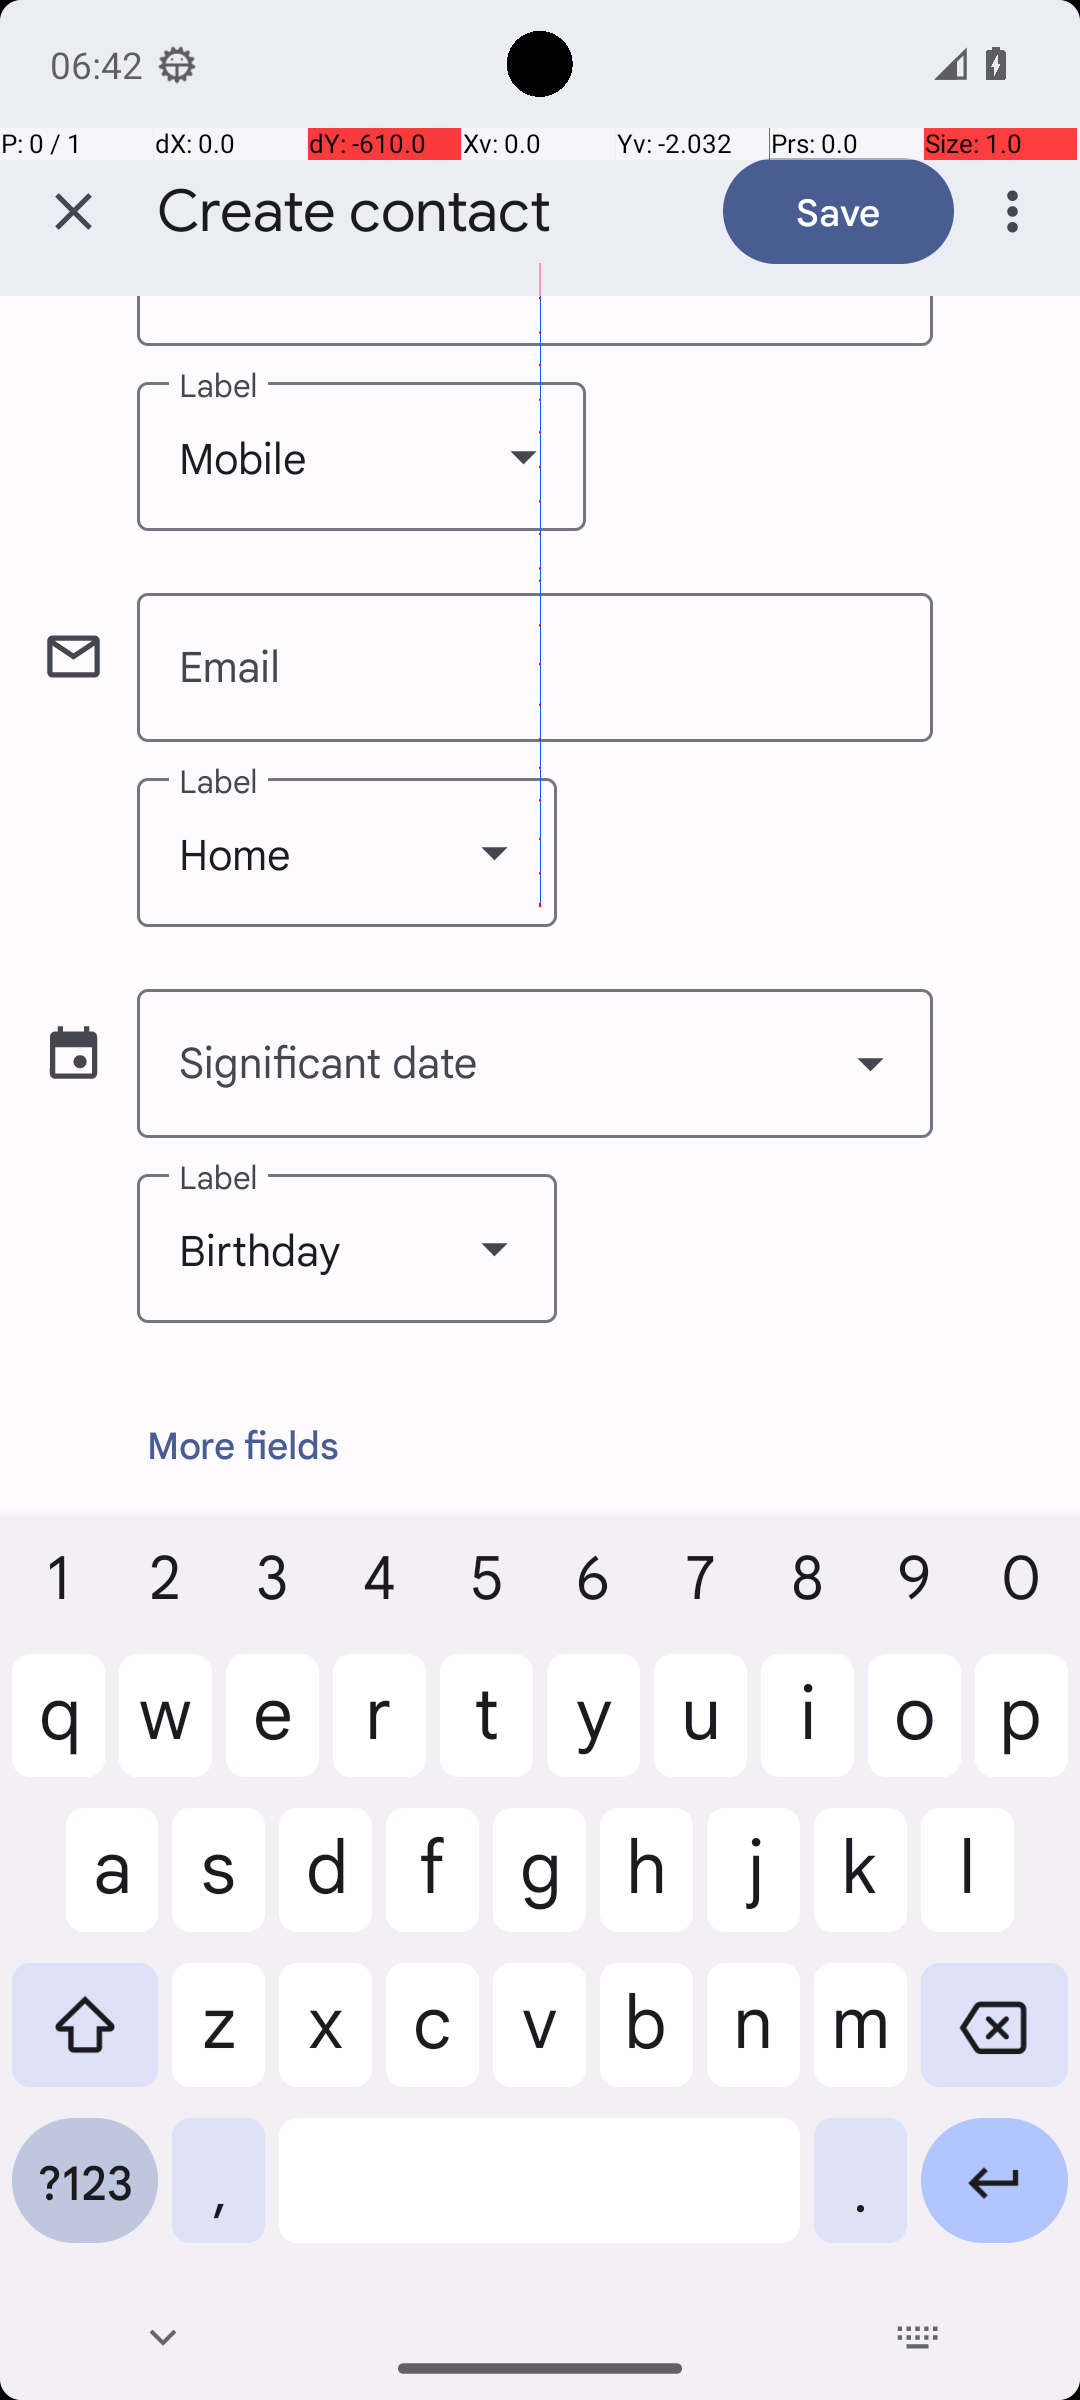 06:42
P: 0 / 1 dX: 0.0 dY: -610.0 Xv: 0.0 Yv: -2.032 Prs: 0.0 Size: 1.0
Create contact Save
Label
Mobile
Email
Label
Home
Significant date
Label
Birthday
More fields
1 2 3 4 5 6 7 8 9 0
q w e r t y u i o p
a s d f g h j k l
z x c v b n m
?123 , .